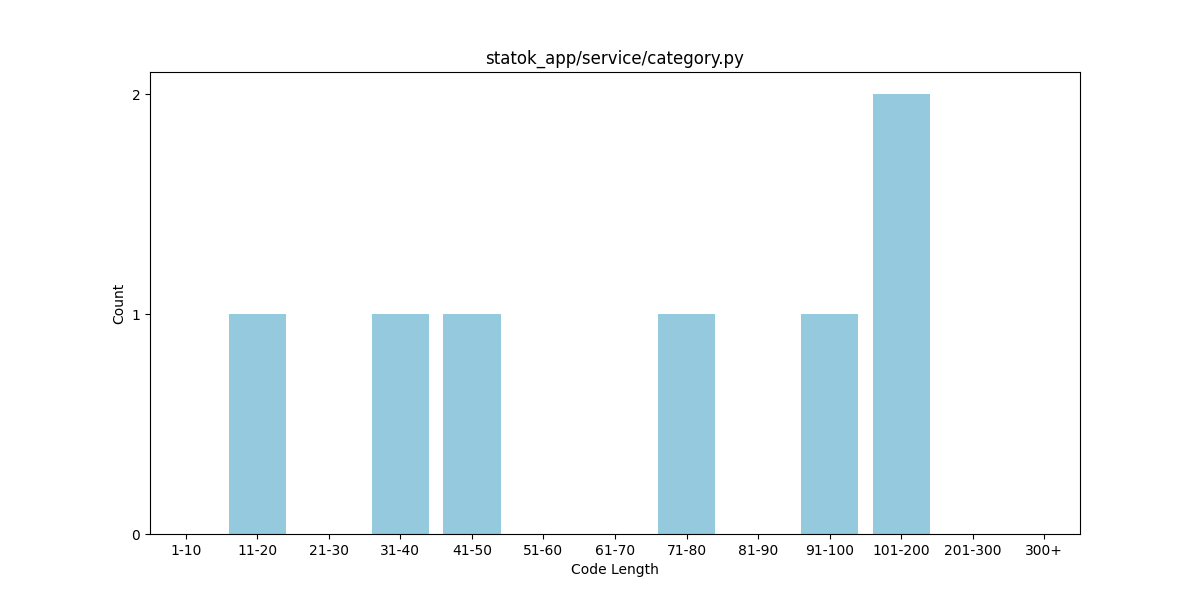 statok_app/service/category.py
Count
2
1
0
1-10 11-20 21-30 31-40 41-50 51-60 61-70 71-80 81-90 91-100 101-200 201-300 300+
Code Length